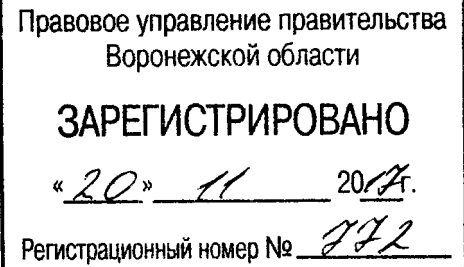 Правовое управление правительства
Воронежской области
ЗАРЕГИСТРИРОВАНО
«20» 11 2017г.
Регистрационный номер № 772